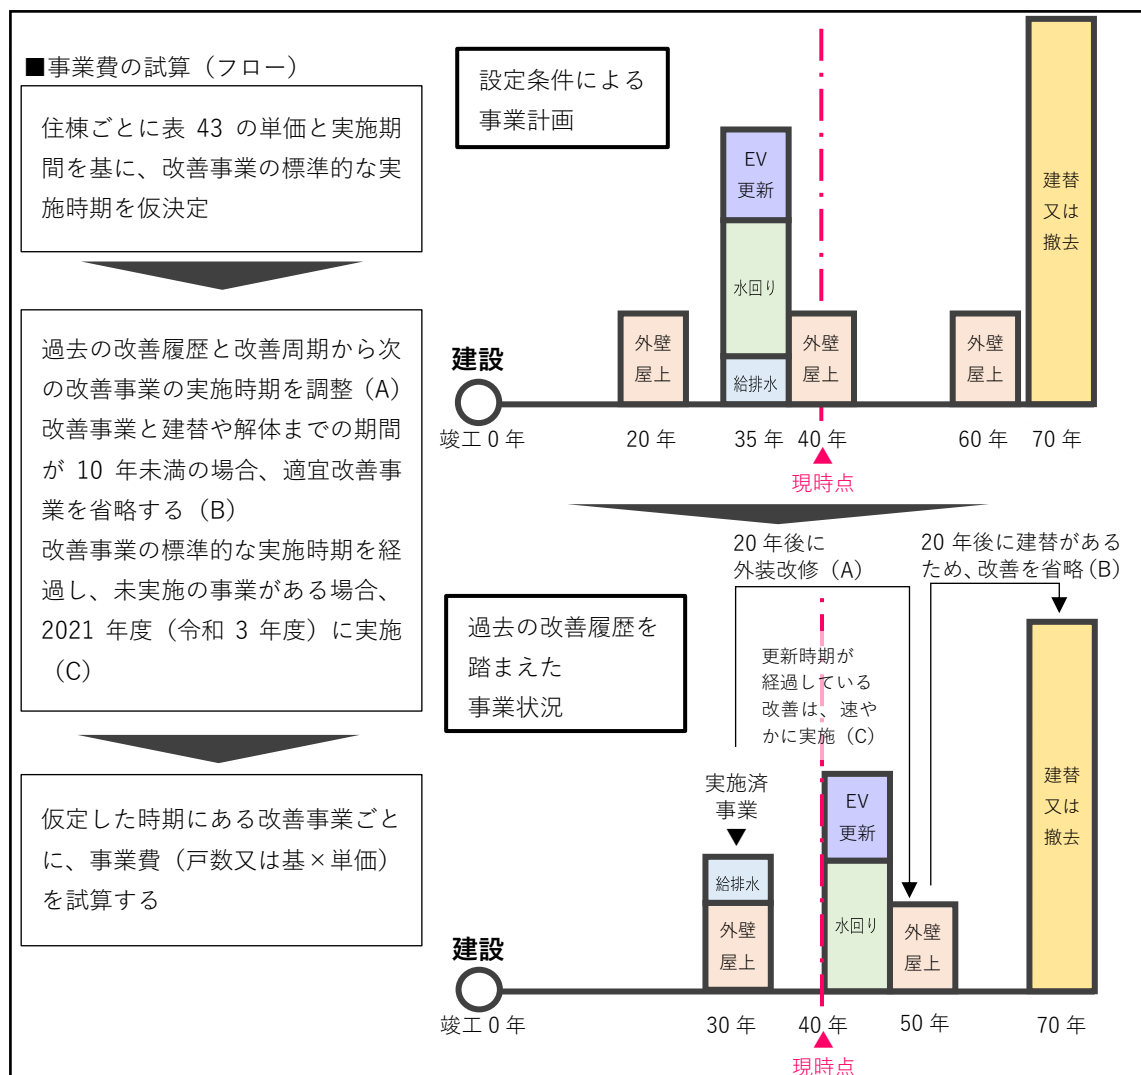 ■事業費の試算（フロー）
住棟ごとに表 43 の単価と実施期
間を基に、改善事業の標準的な実
施時期を仮決定
過去の改善履歴と改善周期から次
の改善事業の実施時期を調整（A）
改善事業と建替や解体までの期間
が 10 年未満の場合、適宜改善事
業を省略する（B）
改善事業の標準的な実施時期を経
過し、未実施の事業がある場合、
2021 年度（令和 3 年度）に実施
（C）
仮定した時期にある改善事業ごと
に、事業費（戸数又は基×単価）
を試算する
設定条件による
事業計画
EV
更新
水回り
給排水
外壁
屋上
外壁
屋上
外壁
屋上
建替
又は
撤去
建設
竣工 0 年
20 年
35 年
40 年
60 年
70 年
現時点
過去の改善履歴を
踏まえた
事業状況
20 年後に
外装改修（A）
20 年後に建替がある
ため、改善を省略（B）
更新時期が
経過している
改善は、速や
かに実施（C）
実施済
事業
給排水
外壁
屋上
EV
更新
水回り
外壁
屋上
建替
又は
撤去
建設
竣工 0 年
30 年
40 年
50 年
70 年
現時点